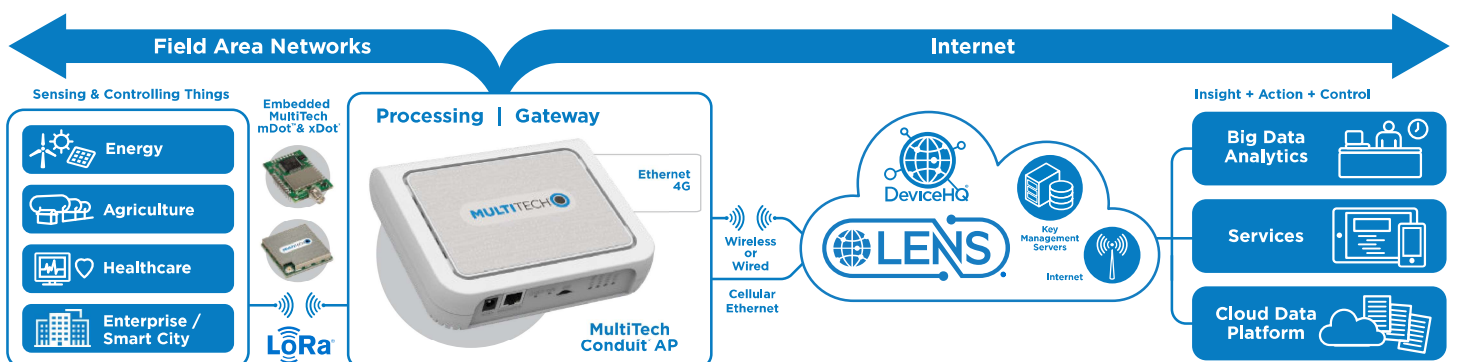 Field Area Networks
Internet
Sensing & Controlling Things
Energy
Agriculture
Healthcare
Enterprise /
Smart City
Embedded
MultiTech
mDot™& xDot®
LoRa®
Processing | Gateway
MULTITECH
Ethernet
4G
MultiTech
Conduit® AP
Wireless
or
Wired
Cellular
Ethernet
DeviceHQ®
LENS®
Key
Management
Servers
Internet
Insight + Action + Control
Big Data
Analytics
Services
Cloud Data
Platform